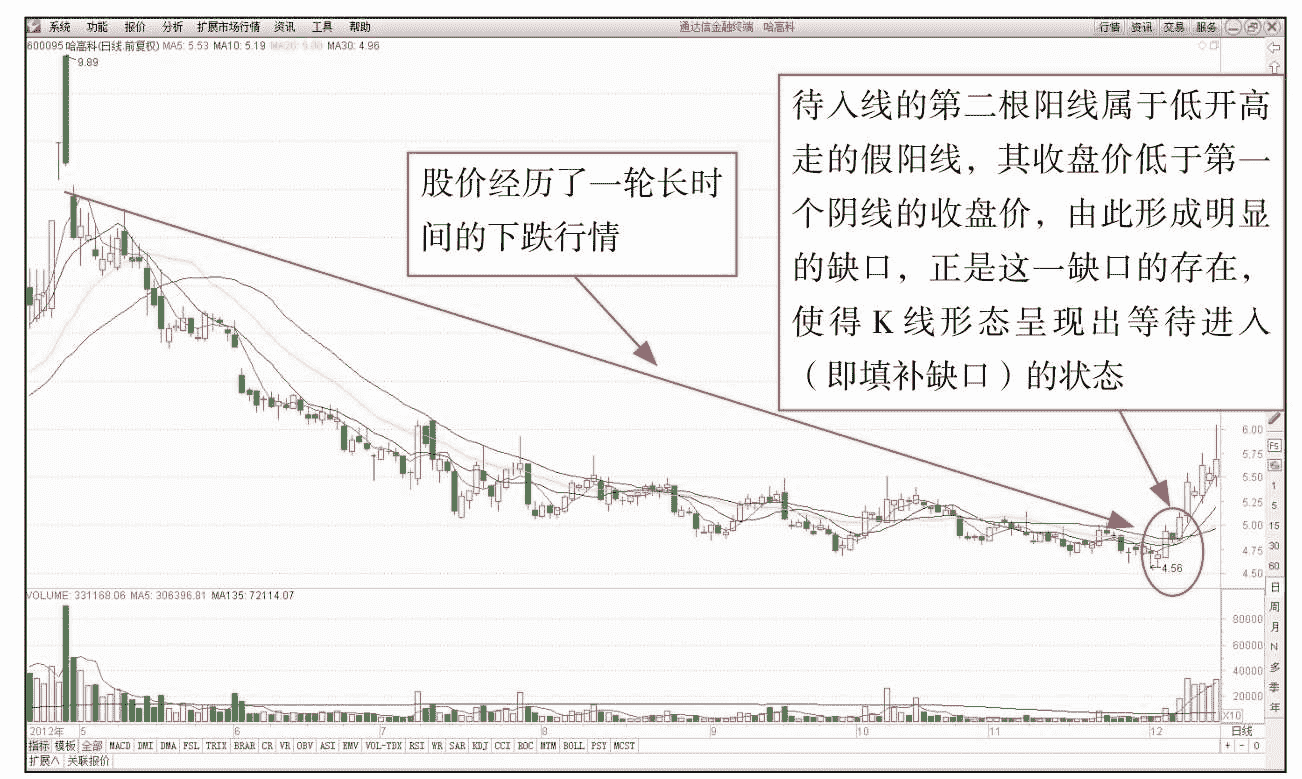 系统 功能 报价 分析 扩展市场行情 资讯 工具 帮助 通达信金融终端 哈高科 行情 资讯 交易 服务
600095 哈高科(日线.前复权) MA5: 5.53 MA10: 5.19 MA30: 4.96
9.89
待入线的第二根阳线属于低开高
走的假阳线，其收盘价低于第一
个阴线的收盘价，由此形成明显
的缺口，正是这一缺口的存在，
使得 K 线形态呈现出等待进入
（即填补缺口）的状态
股价经历了一轮长时
间的下跌行情
6.00
5.75
5.50
5.25
5.00
4.75
4.50
4.56
F5
1
5
15
30
60
日
周
月
N
多
季
年
VOLUME: 331168.06 MA5: 306396.81 MA135: 72114.07
80000
60000
40000
20000
X10
2012年 5 6 7 8 9 10 11 12 日线
指标 模板 全部 MACD DMI DMA FSL TRIX BRAR CR VR OBV ASI EMV VOL-TDX RSI WR SAR KDJ CCI ROC MTM BOLL PSY MCST + - 0
扩展∧ 关联报价